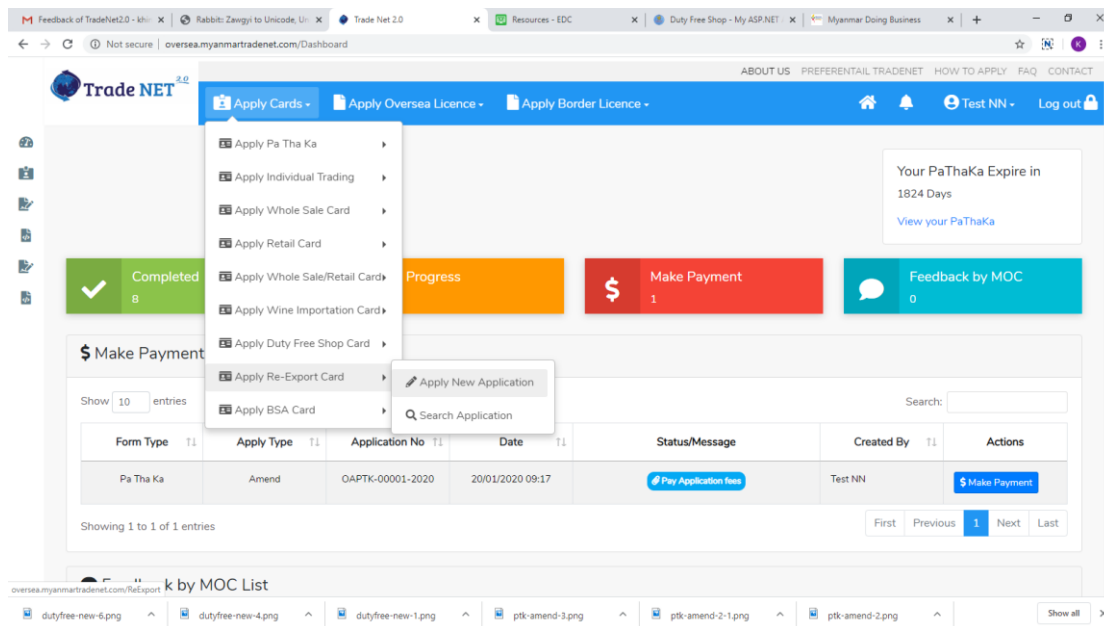 Feedback of TradeNet2.0 - khin
Rabbit: Zawgyi to Unicode, Un
Trade Net 2.0
Resources - EDC
Duty Free Shop - My ASP.NET
Myanmar Doing Business
Not secure | oversea.myanmartradenet.com/Dashboard
N
K
ABOUT US PREFERENTAIL TRADENET HOW TO APPLY FAQ CONTACT
Trade NET 2.0
Apply Cards
Apply Oversea Licence
Apply Border Licence
Test NN
Log out
Apply Pa Tha Ka
Apply Individual Trading
Apply Whole Sale Card
Apply Retail Card
Apply Whole Sale/Retail Card
Apply Wine Importation Card
Apply Duty Free Shop Card
Apply Re-Export Card
Apply BSA Card
Apply New Application
Search Application
Your PaThaKa Expire in
1824 Days
View your PaThaKa
Completed
8
Progress
Make Payment
1
Feedback by MOC
0
$ Make Payment
Show 10 entries
Search:
Form Type Apply Type Application No Date Status/Message Created By Actions
Pa Tha Ka Amend OAPTK-00001-2020 20/01/2020 09:17 Pay Application fees Test NN $ Make Payment
Showing 1 to 1 of 1 entries
First Previous 1 Next Last
k by MOC List
oversea.myanmartradenet.com/ReExport
dutyfree-new-6.png
dutyfree-new-4.png
dutyfree-new-1.png
ptk-amend-3.png
ptk-amend-2-1.png
ptk-amend-2.png
Show all